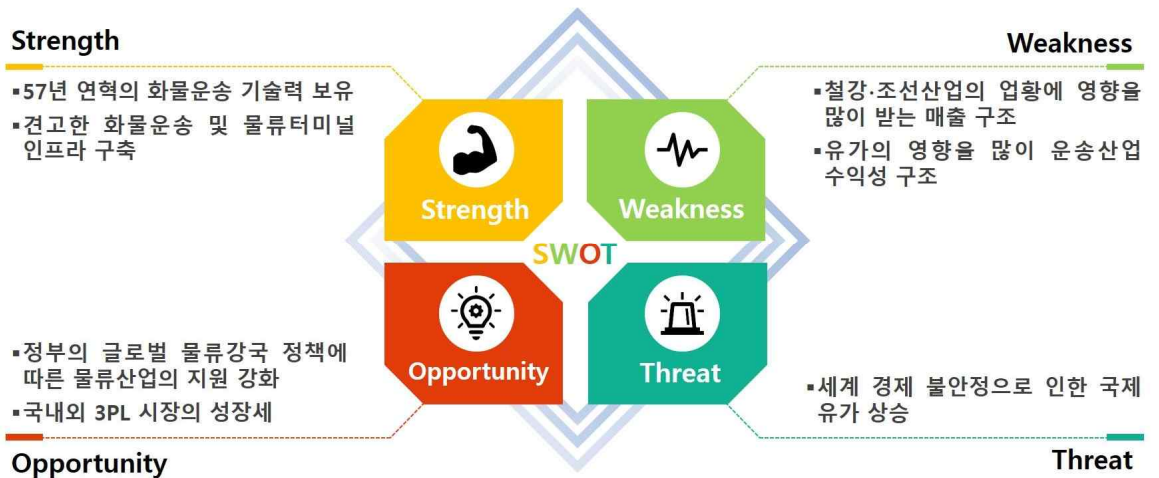 Strength
▪57년 연혁의 화물운송 기술력 보유
▪견고한 화물운송 및 물류터미널
인프라 구축
Weakness
▪철강·조선산업의 업황에 영향을
많이 받는 매출 구조
▪유가의 영향을 많이 운송산업
수익성 구조
Strength
Weakness
SWOT
Opportunity
Threat
▪정부의 글로벌 물류강국 정책에
따른 물류산업의 지원 강화
▪국내외 3PL 시장의 성장세
Opportunity
▪세계 경제 불안정으로 인한 국제
유가 상승
Threat